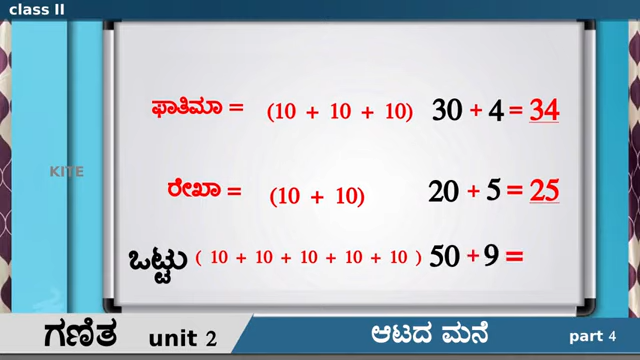 class II
ಫಾತಿಮಾ = (10 + 10 + 10) 30 + 4 = 34
KITE
ರೇಖಾ = (10 + 10) 20 + 5 = 25
ಒಟ್ಟು ( 10 + 10 + 10 + 10 + 10 ) 50 + 9 =
ಗಣಿತ unit 2 ಆಟದ ಮನೆ part 4